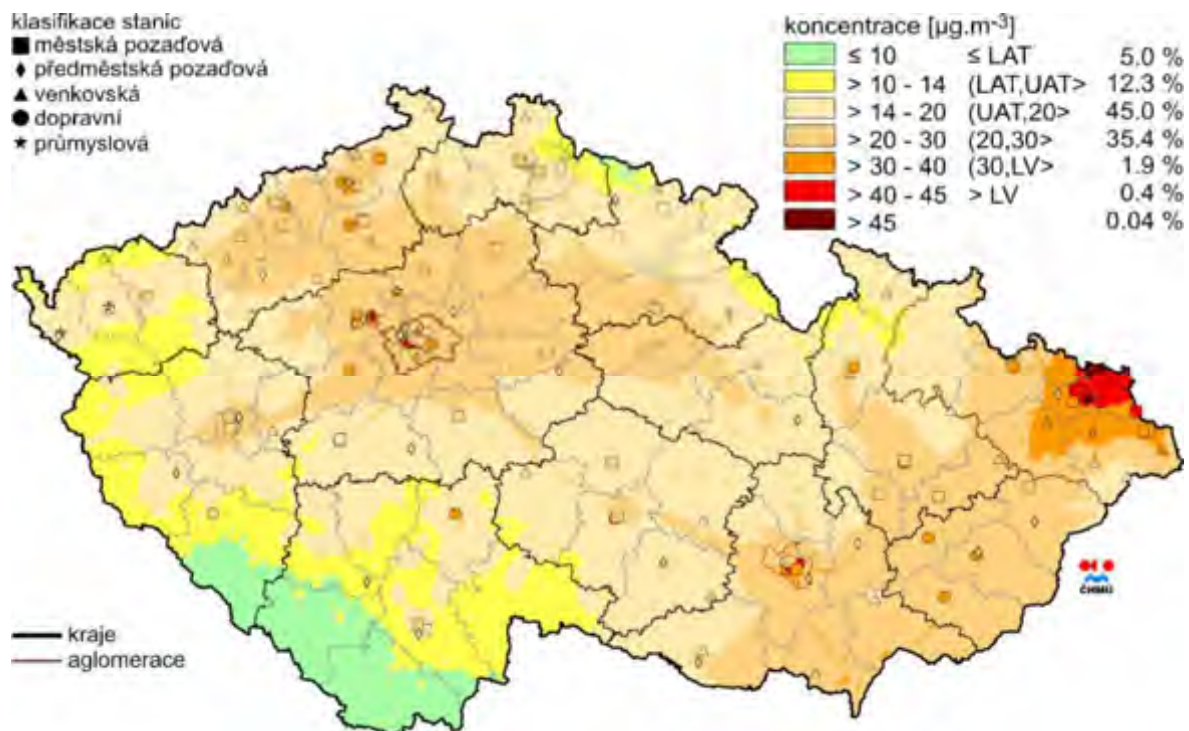 klasifikace stanic
městská pozaďová
předměstská pozaďová
venkovská
dopravní
průmyslová
koncentrace [µg.m-3]
≤ 10 ≤ LAT 5.0 %
> 10 - 14 (LAT,UAT> 12.3 %
> 14 - 20 (UAT,20> 45.0 %
> 20 - 30 (20,30> 35.4 %
> 30 - 40 (30,LV> 1.9 %
> 40 - 45 > LV 0.4 %
> 45 0.04 %
ČHMÚ
kraje
aglomerace